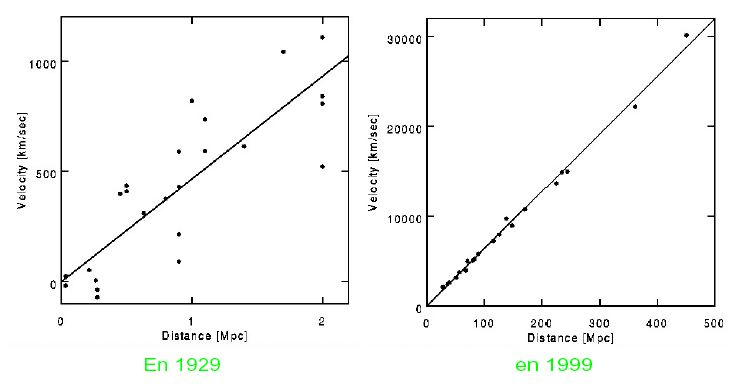 1000
500
0
Velocity [km/sec]
0
1
2
Distance [Mpc]
En 1929
30000
20000
10000
0
Velocity [km/sec]
0
100
200
300
400
500
Distance [Mpc]
en 1999